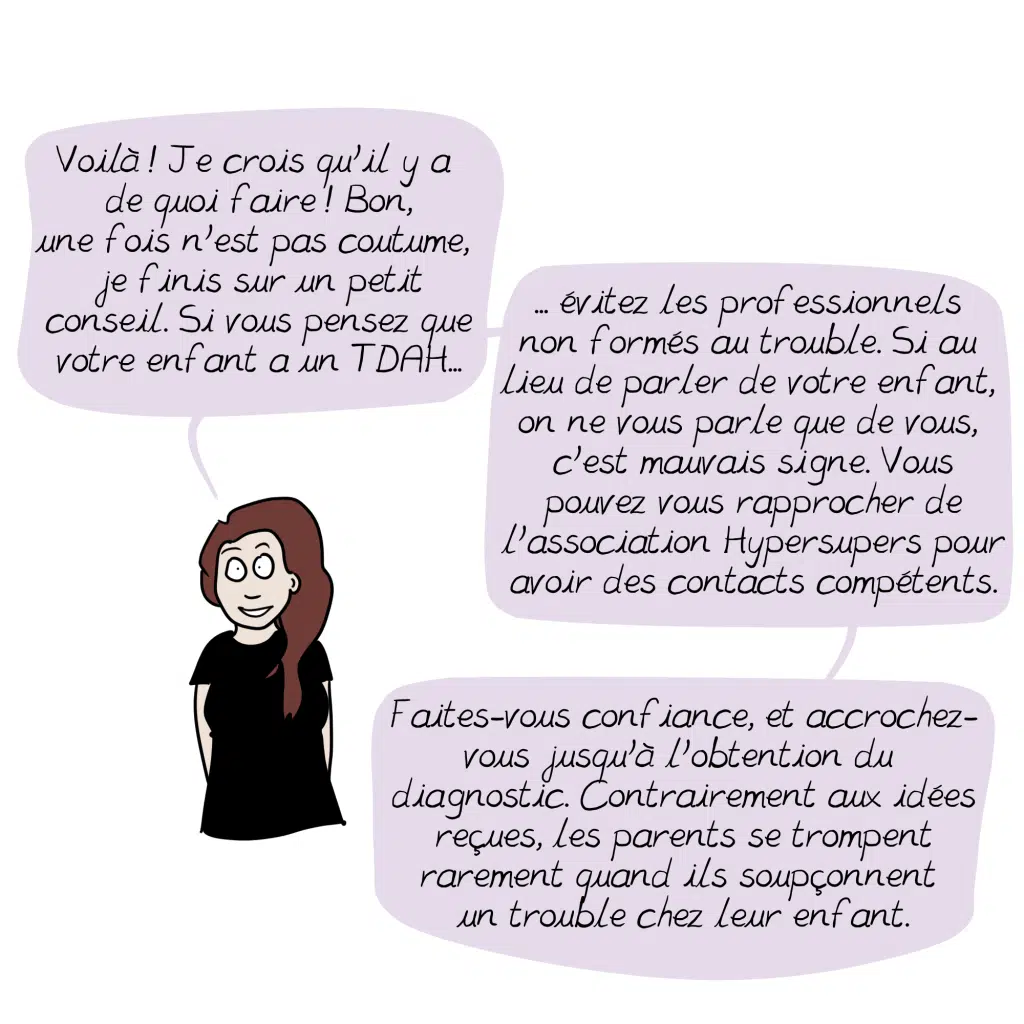 Voilà ! Je crois qu'il y a
de quoi faire ! Bon,
une fois n'est pas coutume,
je finis sur un petit
conseil. Si vous pensez que
votre enfant a un TDAH...
... évitez les professionnels
non formés au trouble. Si au
lieu de parler de votre enfant,
on ne vous parle que de vous,
c'est mauvais signe. Vous
pouvez vous rapprocher de
l'association Hypersupers pour
avoir des contacts compétents.
Faites-vous confiance, et accrochez-
vous jusqu'à l'obtention du
diagnostic. Contrairement aux idées
reçues, les parents se trompent
rarement quand ils soupçonnent
un trouble chez leur enfant.